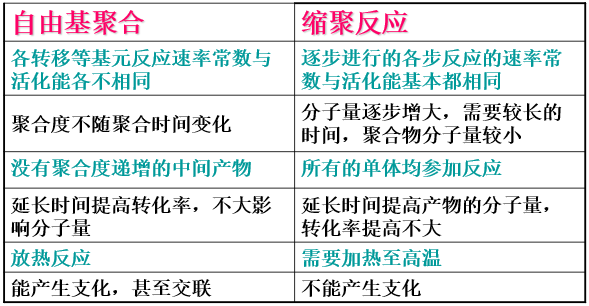 自由基聚合
缩聚反应
各转移等基元反应速率常数与
活化能各不相同
逐步进行的各步反应的速率常
数与活化能基本都相同
聚合度不随聚合时间变化
分子量逐步增大，需要较长的
时间，聚合物分子量较小
没有聚合度递增的中间产物
所有的单体均参加反应
延长时间提高转化率，不大影
响分子量
延长时间提高产物的分子量，
转化率提高不大
放热反应
需要加热至高温
能产生支化，甚至交联
不能产生支化